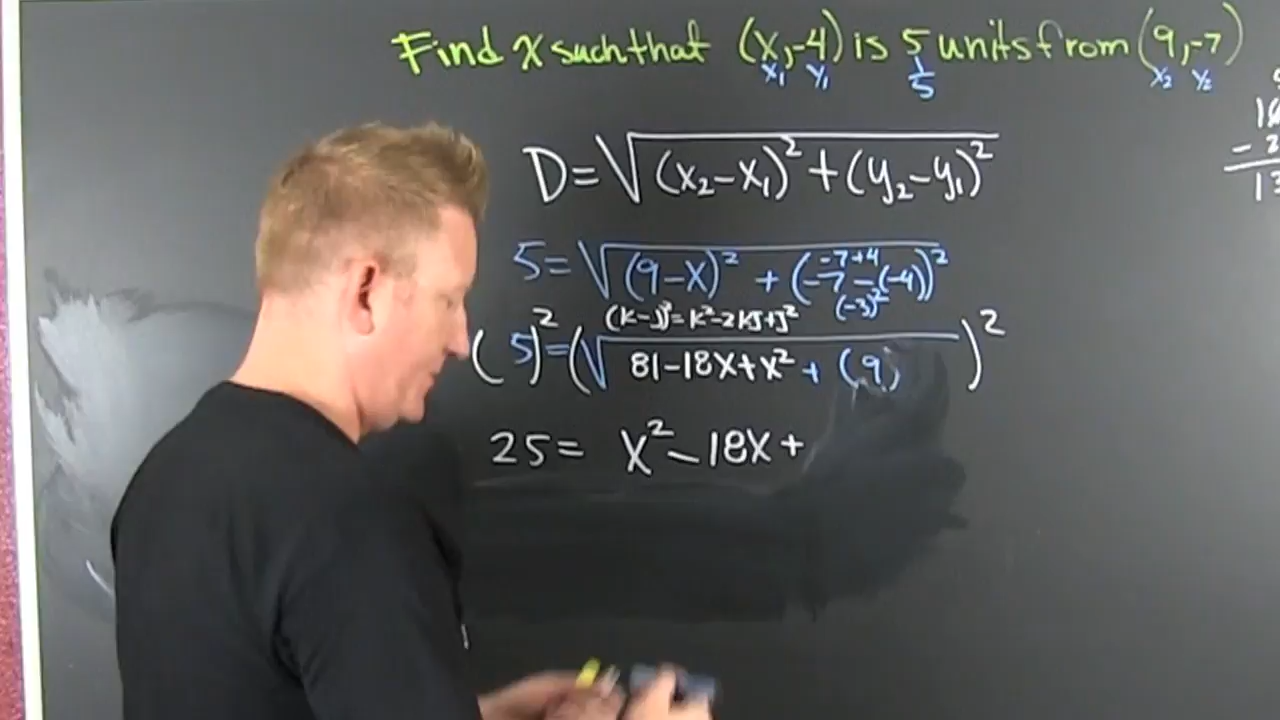 Find x such that (x,-4) is 5 units from (9,-7)
x₁ y₁ 5 x₂ y₂
D=√(x₂-x₁)²+(y₂-y₁)²
-7+4
5=√(9-x)²+(-7-(-4))²
(-3)²
(k-J)²=k²-2kJ+J²
(5)²=(√81-18x+x²+(9))²
25= x²-18x+